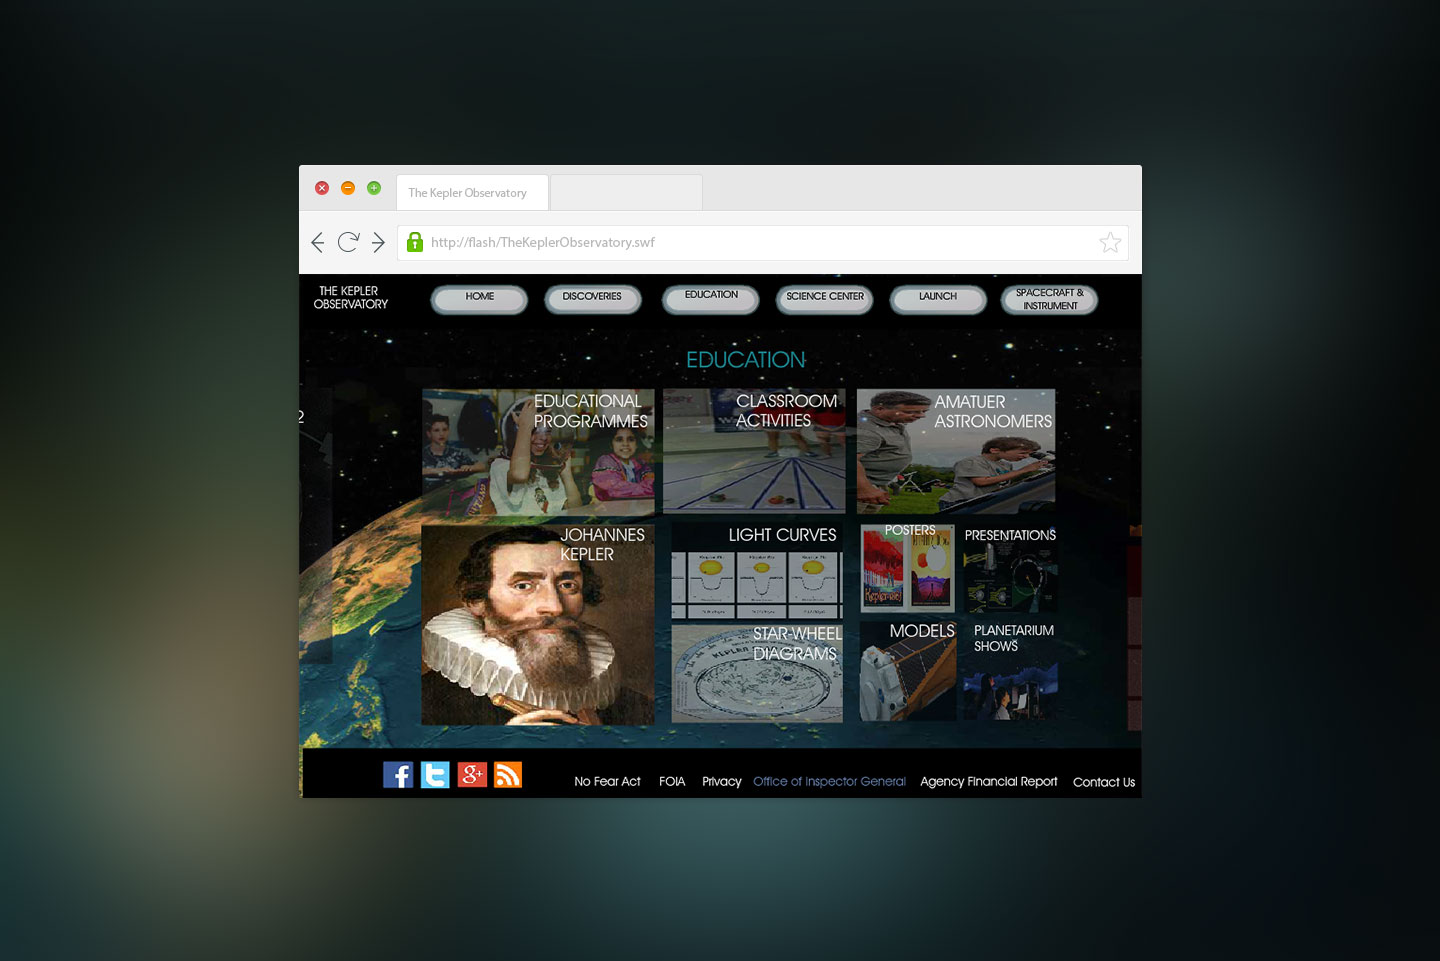 The Kepler Observatory
http://flash/TheKeplerObservatory.swf
THE KEPLER
OBSERVATORY
HOME
DISCOVERIES
EDUCATION
SCIENCE CENTER
LAUNCH
SPACECRAFT &
INSTRUMENT
EDUCATION
2
EDUCATIONAL
PROGRAMMES
CLASSROOM
ACTIVITIES
AMATUER
ASTRONOMERS
JOHANNES
KEPLER
LIGHT CURVES
POSTERS
PRESENTATIONS
STAR-WHEEL
DIAGRAMS
MODELS
PLANETARIUM
SHOWS
No Fear Act
FOIA
Privacy
Office of Inspector General
Agency Financial Report
Contact Us